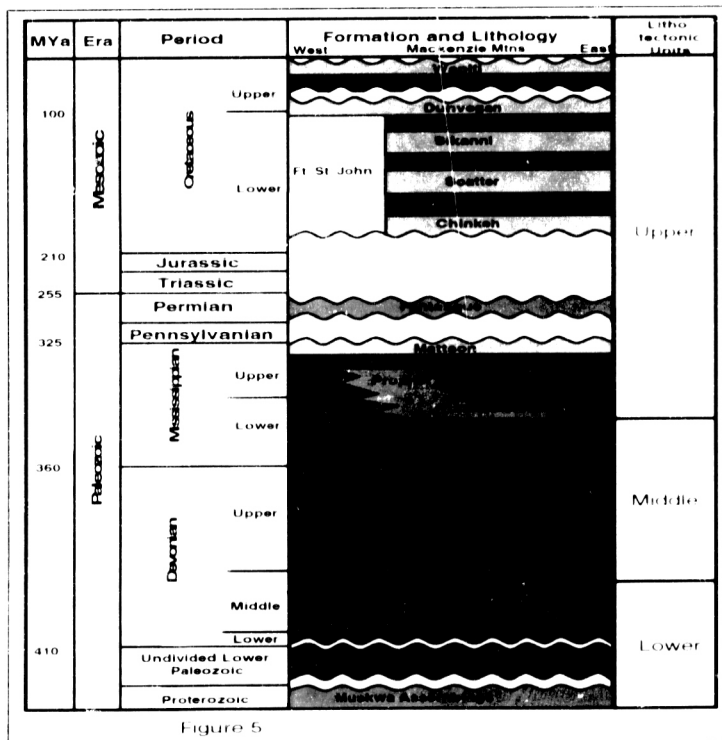 MYa Era Period Formation and Lithology Litho
tectonic
Units
West Mackenzie Mtns East
Upper
Dunvegan
100
Mesozoic
Cretaceous
Sikanni
Ft St John
Lower
Scatter
Chinkeh
Upper
210
Jurassic
Triassic
255
Permian
Pennsylvanian
325
Mattson
Mississippian
Upper
Lower
360
Paleozoic
Devonian
Upper
Middle
Middle
Lower
410
Undivided Lower
Paleozoic
Lower
Proterozoic
Muskwa
Figure 5